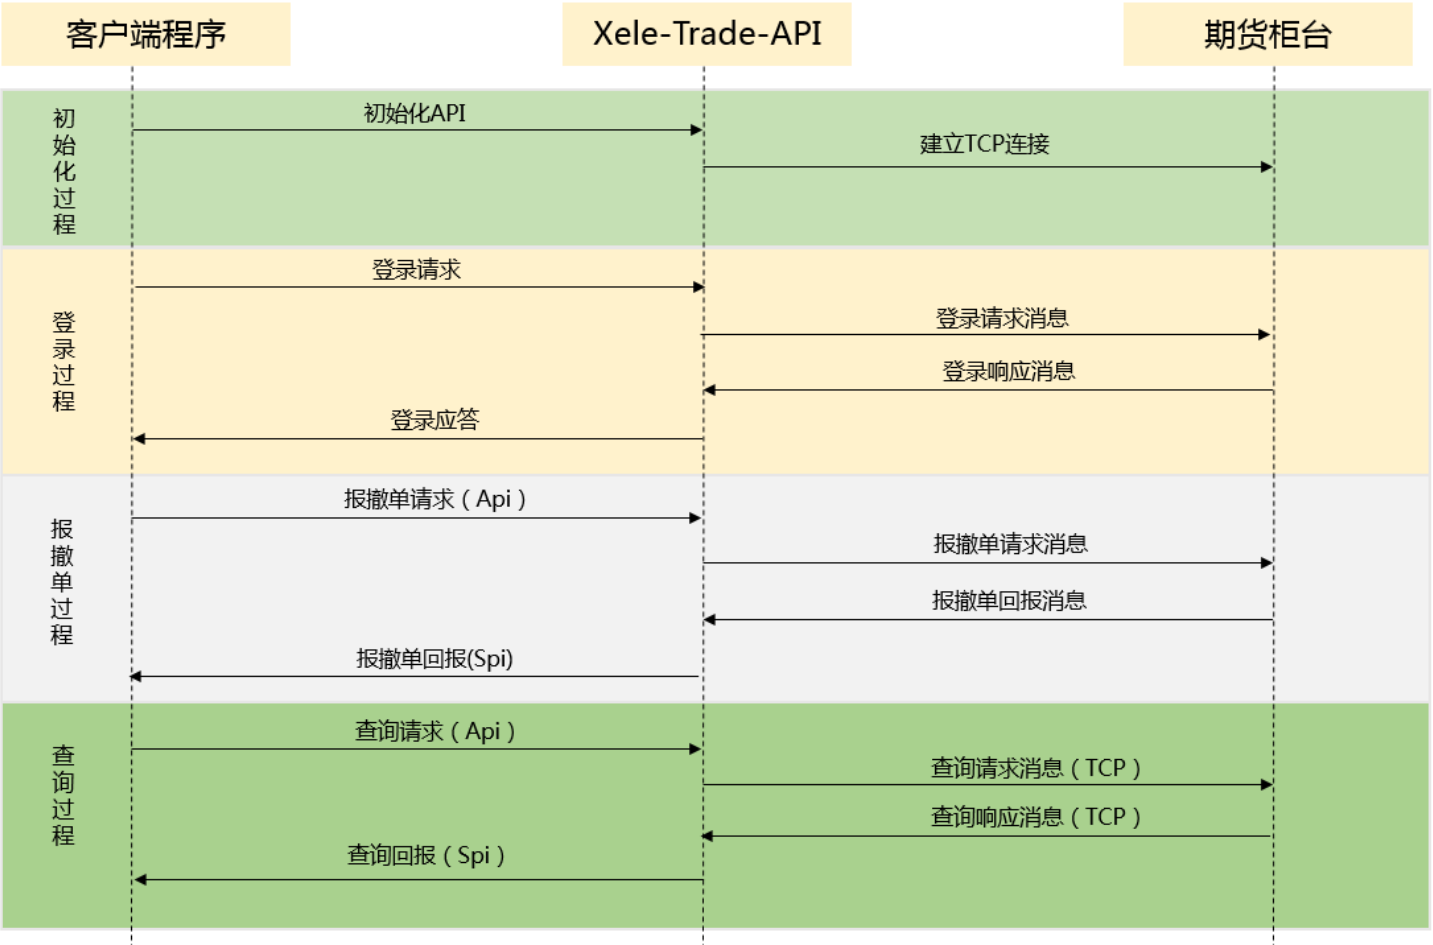 客户端程序
Xele-Trade-API
期货柜台
初始化过程
初始化API
建立TCP连接
登录过程
登录请求
登录请求消息
登录响应消息
登录应答
报撤单过程
报撤单请求（Api）
报撤单请求消息
报撤单回报消息
报撤单回报(Spi)
查询过程
查询请求（Api）
查询请求消息（TCP）
查询响应消息（TCP）
查询回报（Spi）